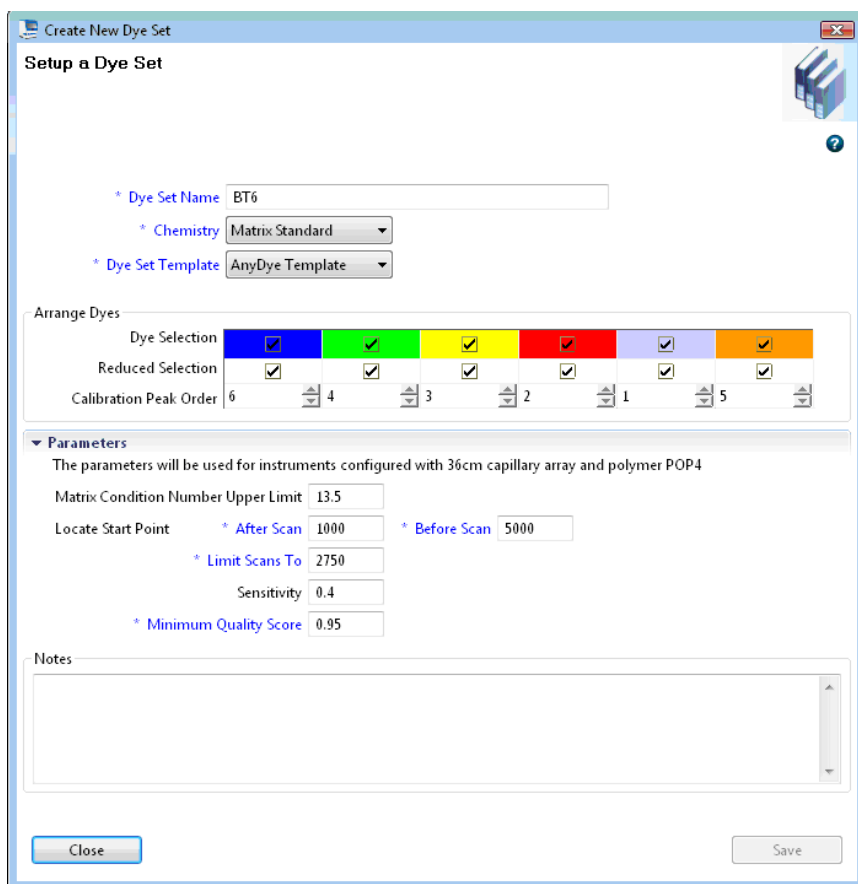 Create New Dye Set
Setup a Dye Set
?
* Dye Set Name BT6
* Chemistry Matrix Standard
* Dye Set Template AnyDye Template
Arrange Dyes
Dye Selection
Reduced Selection
Calibration Peak Order 6 4 3 2 1 5
Parameters
The parameters will be used for instruments configured with 36cm capillary array and polymer POP4
Matrix Condition Number Upper Limit 13.5
Locate Start Point * After Scan 1000 * Before Scan 5000
* Limit Scans To 2750
Sensitivity 0.4
* Minimum Quality Score 0.95
Notes
Close Save